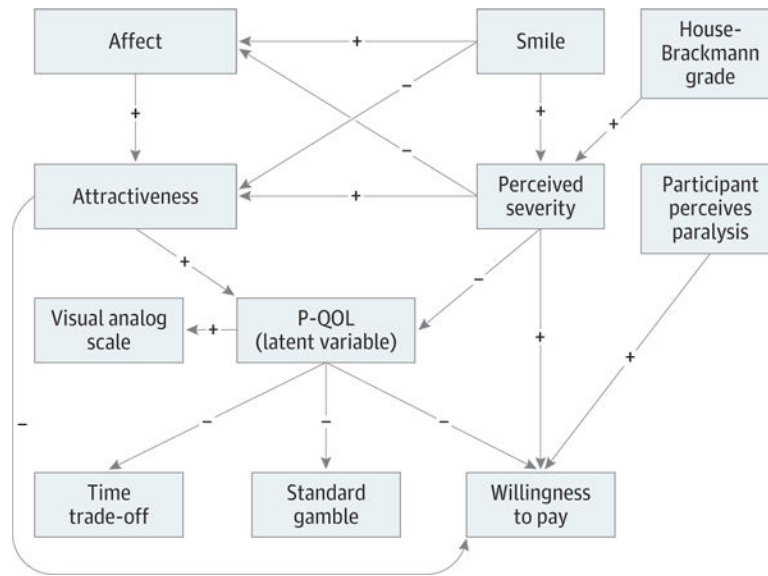 Affect
+
Smile
House-
Brackmann
grade
−
+
+
+
−
Attractiveness
+
Perceived
severity
Participant
perceives
paralysis
+
−
Visual analog
scale
+
P-QOL
(latent variable)
+
+
−
−
−
−
Time
trade-off
Standard
gamble
Willingness
to pay